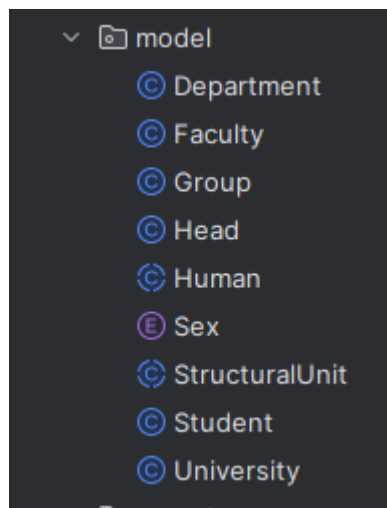 model
C Department
C Faculty
C Group
C Head
C Human
E Sex
C StructuralUnit
C Student
C University